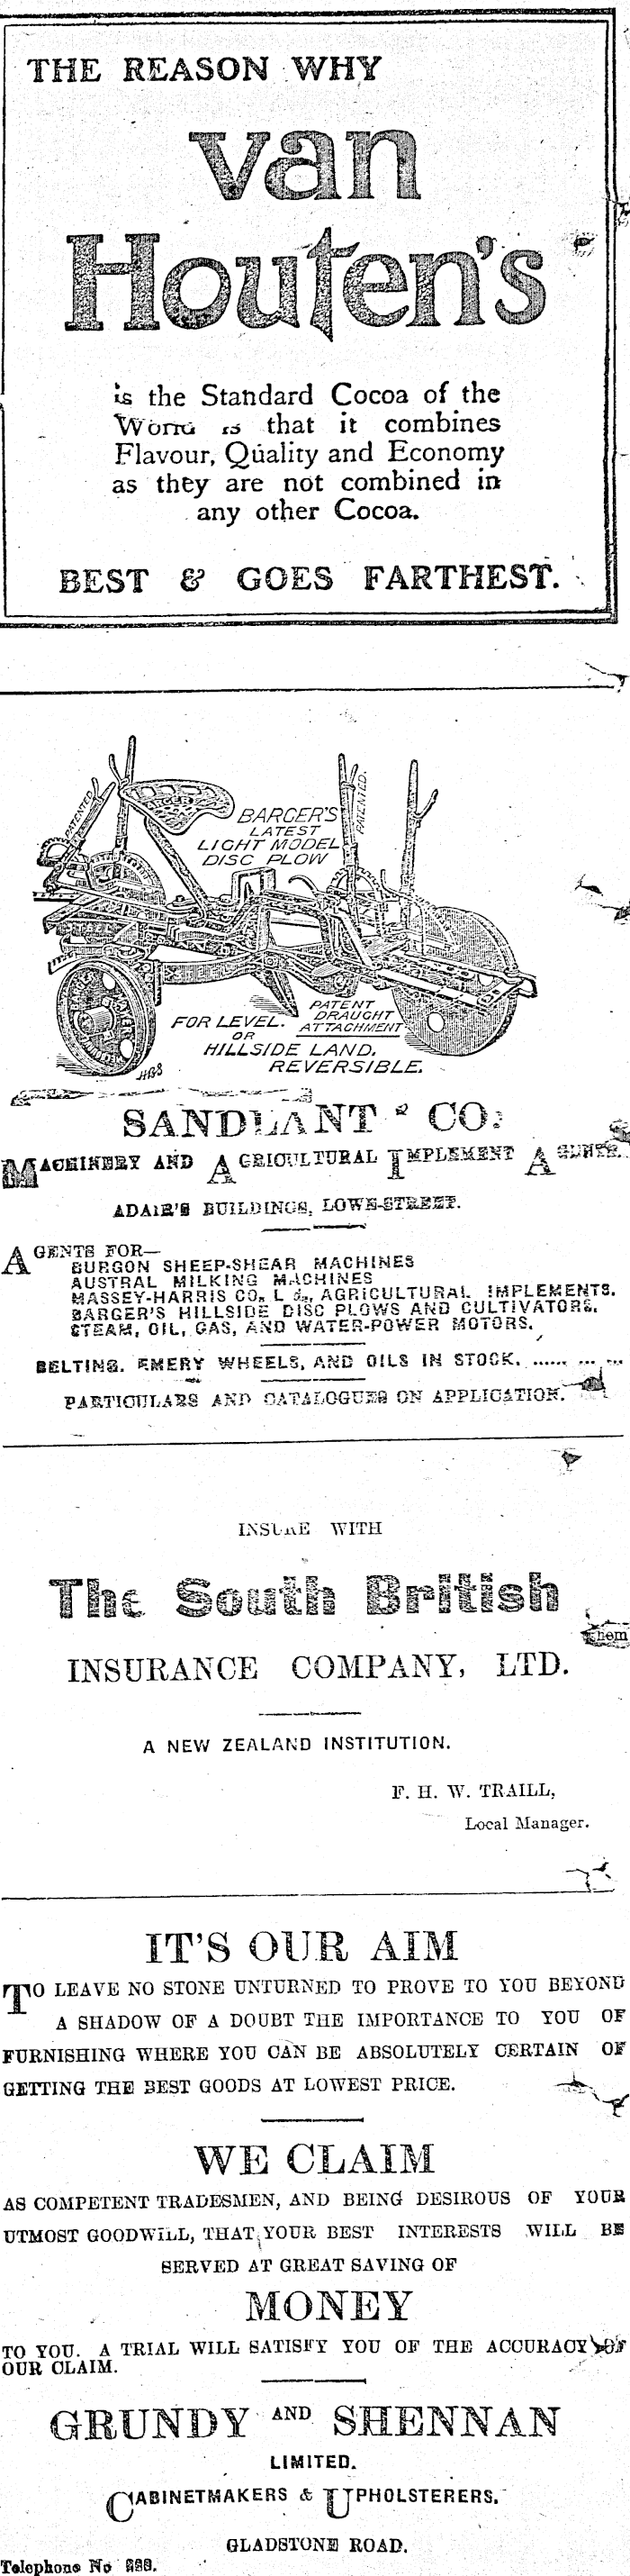 THE REASON WHY
van
Houten's
is the Standard Cocoa of the
World is that it combines
Flavour, Quality and Economy
as they are not combined in
any other Cocoa.
BEST & GOES FARTHEST.
PATENTED
BARGER'S
PATENTED.
BARGER'S
LATEST
LIGHT MODEL
DISC PLOW
PATENT
DRAUGHT
ATTACHMENT
FOR LEVEL.
OR
HILLSIDE LAND.
REVERSIBLE.
SANDLANT & CO.
MACHINERY AND AGRICULTURAL IMPLEMENT AGENTS.
ADAIR'S BUILDINGS, LOWE-STREET.
AGENTS FOR—
BURGON SHEEP-SHEAR MACHINES
AUSTRAL MILKING MACHINES
MASSEY-HARRIS CO. L d., AGRICULTURAL IMPLEMENTS.
BARGER'S HILLSIDE DISC PLOWS AND CULTIVATORS.
STEAM, OIL, GAS, AND WATER-POWER MOTORS.
BELTING. EMERY WHEELS, AND OILS IN STOCK. ...... ... ...
PARTICULARS AND CATALOGUES ON APPLICATION.
INSURE WITH
The South British
hem
INSURANCE COMPANY, LTD.
A NEW ZEALAND INSTITUTION.
F. H. W. TRAILL,
Local Manager.
IT'S OUR AIM
TO LEAVE NO STONE UNTURNED TO PROVE TO YOU BEYOND
A SHADOW OF A DOUBT THE IMPORTANCE TO YOU OF
FURNISHING WHERE YOU CAN BE ABSOLUTELY CERTAIN OF
GETTING THE BEST GOODS AT LOWEST PRICE.
WE CLAIM
AS COMPETENT TRADESMEN, AND BEING DESIROUS OF YOUR
UTMOST GOODWILL, THAT YOUR BEST INTERESTS WILL BE
SERVED AT GREAT SAVING OF
MONEY
TO YOU. A TRIAL WILL SATISFY YOU OF THE ACCURACY OF
OUR CLAIM.
GRUNDY AND SHENNAN
LIMITED.
CABINETMAKERS & UPHOLSTERERS.
GLADSTONE ROAD.
Telephone No